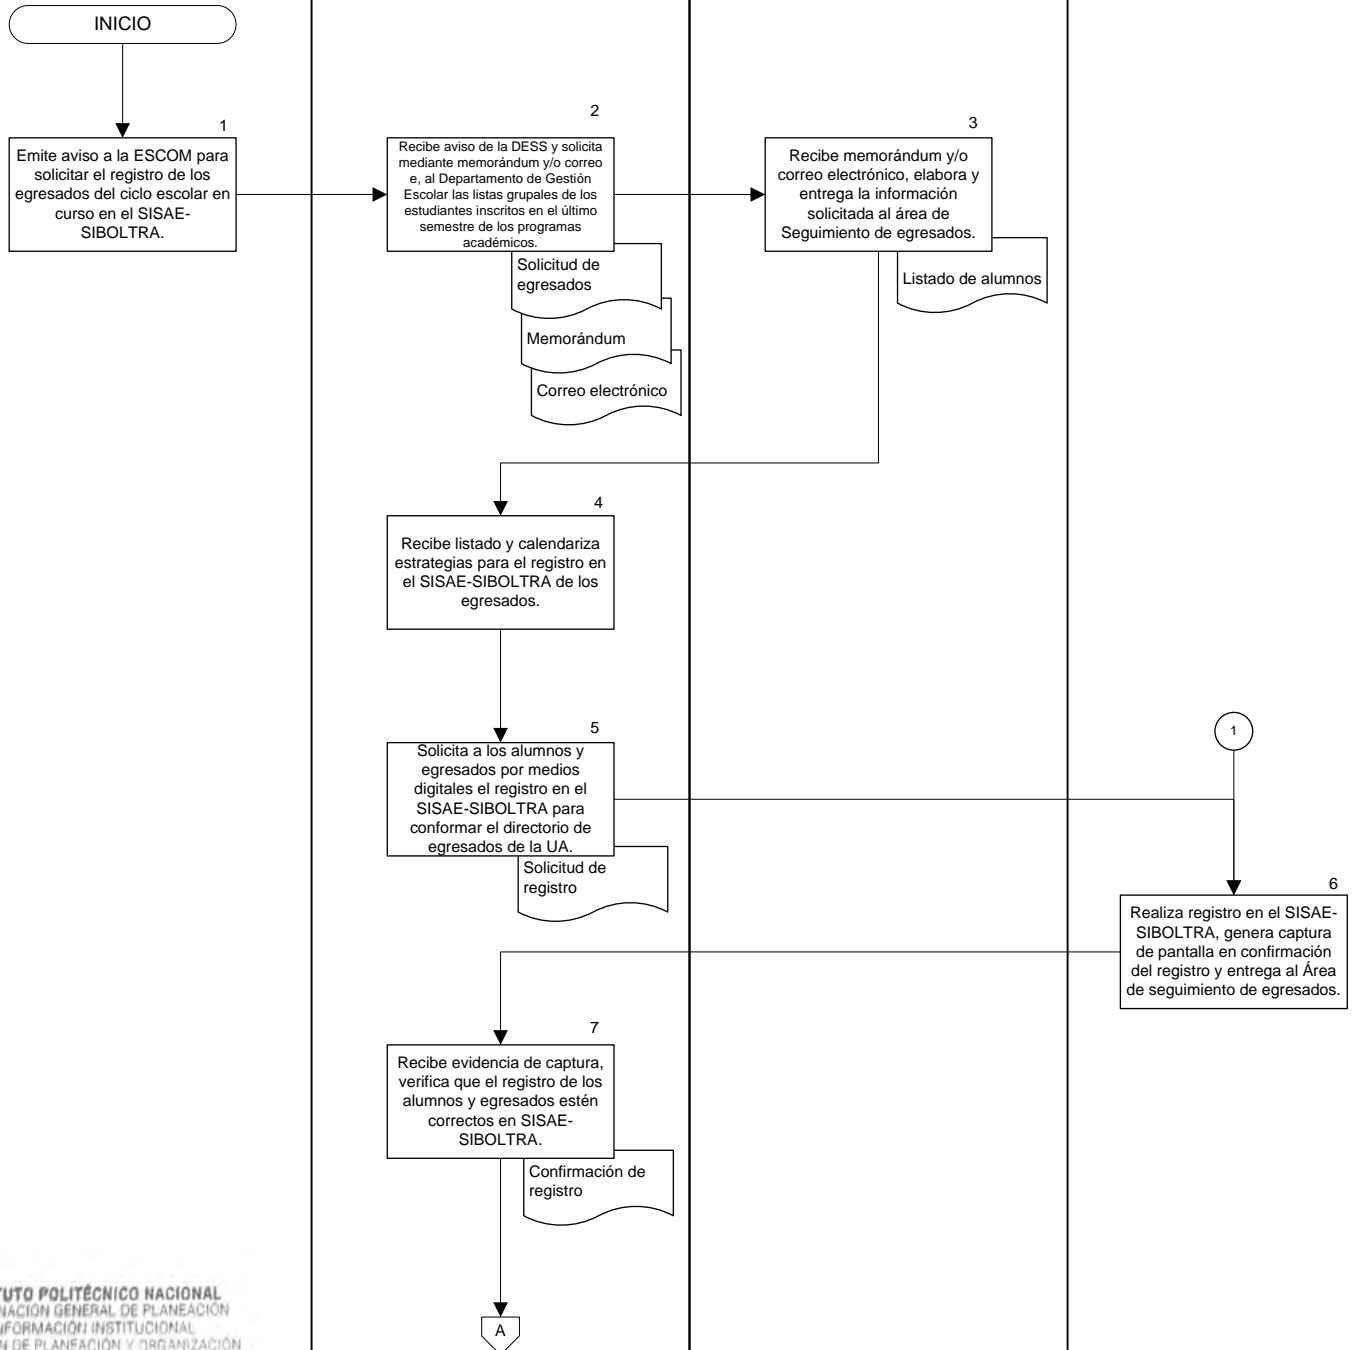 INICIO
1
Emite aviso a la ESCOM para
solicitar el registro de los
egresados del ciclo escolar en
curso en el SISAE-
SIBOLTRA.
2
Recibe aviso de la DESS y solicita
mediante memorándum y/o correo
e, al Departamento de Gestión
Escolar las listas grupales de los
estudiantes inscritos en el último
semestre de los programas
académicos.
Solicitud de
egresados
Memorándum
Correo electrónico
3
Recibe memorándum y/o
correo electrónico, elabora y
entrega la información
solicitada al área de
Seguimiento de egresados.
Listado de alumnos
4
Recibe listado y calendariza
estrategias para el registro en
el SISAE-SIBOLTRA de los
egresados.
5
Solicita a los alumnos y
egresados por medios
digitales el registro en el
SISAE-SIBOLTRA para
conformar el directorio de
egresados de la UA.
Solicitud de
registro
1
6
Realiza registro en el SISAE-
SIBOLTRA, genera captura
de pantalla en confirmación
del registro y entrega al Área
de seguimiento de egresados.
7
Recibe evidencia de captura,
verifica que el registro de los
alumnos y egresados estén
correctos en SISAE-
SIBOLTRA.
Confirmación de
registro
A
TUTO POLITÉCNICO NACIONAL
NACIÓN GENERAL DE PLANEACIÓN
NFORMACIÓN INSTITUCIONAL
N DE PLANEACIÓN Y ORGANIZACIÓN